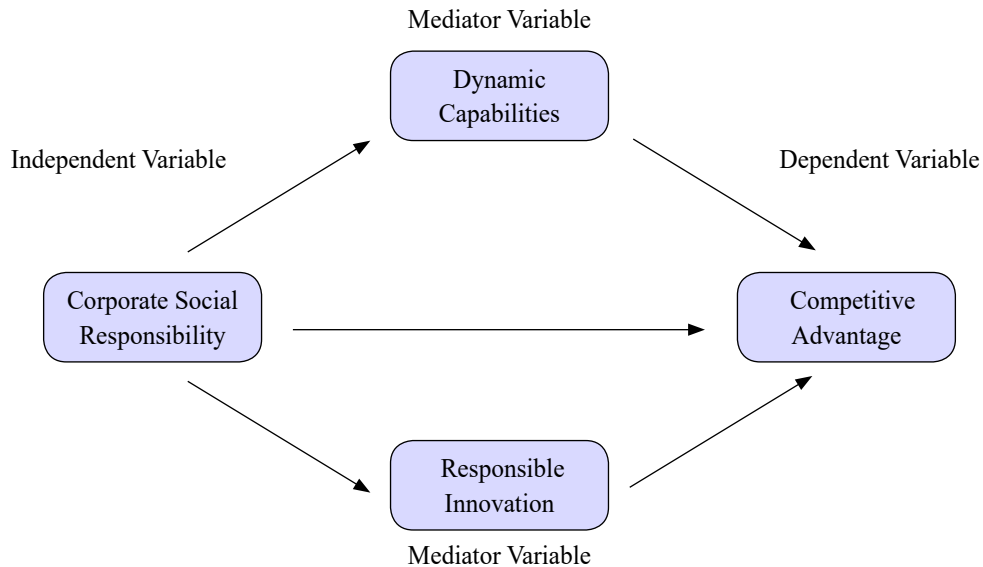 Mediator Variable
Dynamic
Capabilities
Independent Variable
Dependent Variable
Corporate Social
Responsibility
Competitive
Advantage
Responsible
Innovation
Mediator Variable